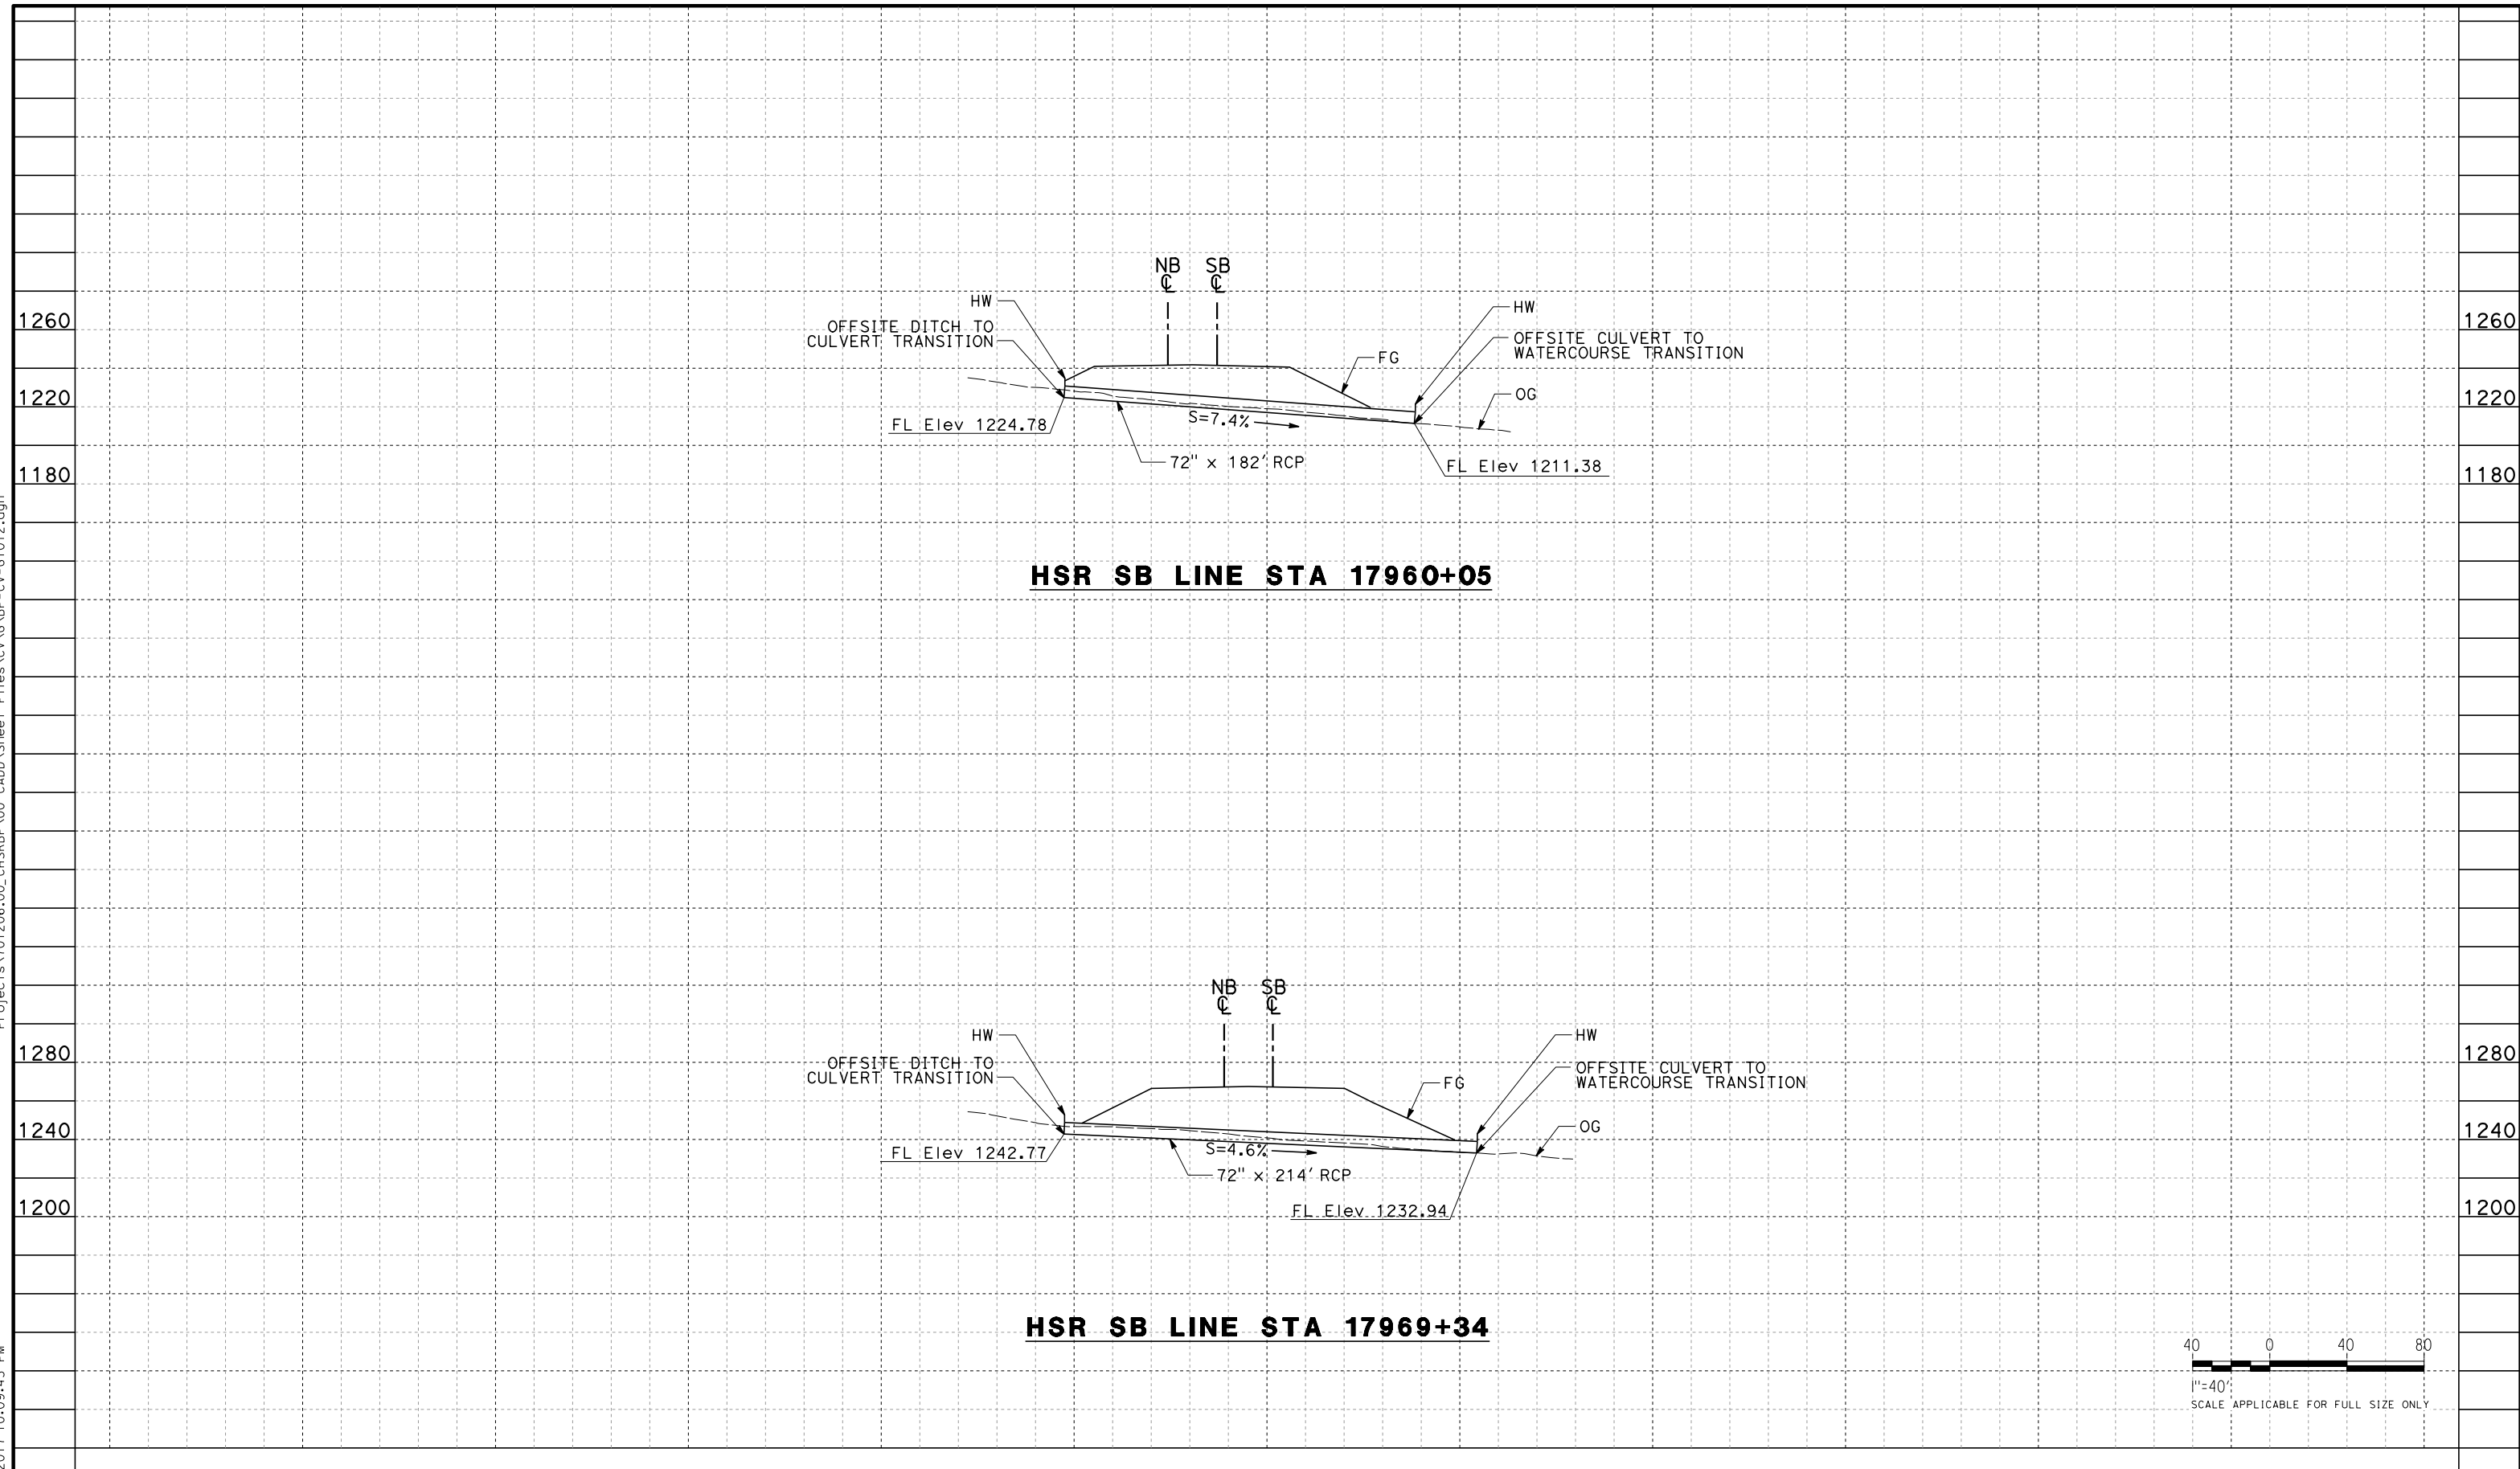 NB SB
℄ ℄
HW
HW
OFFSITE DITCH TO
CULVERT TRANSITION
OFFSITE CULVERT TO
WATERCOURSE TRANSITION
1260
1260
FG
OG
1220
1220
FL Elev 1224.78
S=7.4%
72" x 182' RCP
FL Elev 1211.38
1180
1180
HSR SB LINE STA 17960+05
NB SB
℄ ℄
HW
HW
OFFSITE DITCH TO
CULVERT TRANSITION
OFFSITE CULVERT TO
WATERCOURSE TRANSITION
1280
1280
FG
OG
1240
1240
FL Elev 1242.77
S=4.6%
72" x 214' RCP
FL Elev 1232.94
1200
1200
HSR SB LINE STA 17969+34
40 0 40 80
1"=40'
SCALE APPLICABLE FOR FULL SIZE ONLY